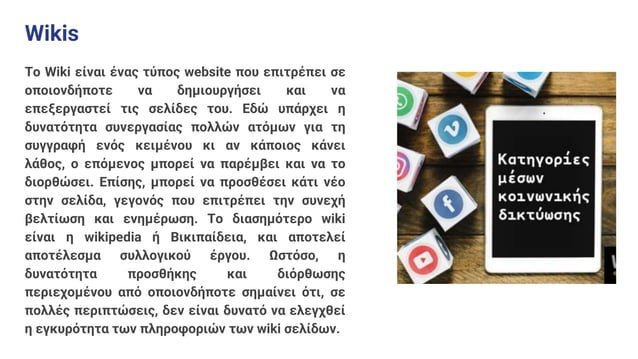 Wikis
Το Wiki είναι ένας τύπος website που επιτρέπει σε
οποιονδήποτε να δημιουργήσει και να
επεξεργαστεί τις σελίδες του. Εδώ υπάρχει η
δυνατότητα συνεργασίας πολλών ατόμων για τη
συγγραφή ενός κειμένου κι αν κάποιος κάνει
λάθος, ο επόμενος μπορεί να παρέμβει και να το
διορθώσει. Επίσης, μπορεί να προσθέσει κάτι νέο
στην σελίδα, γεγονός που επιτρέπει την συνεχή
βελτίωση και ενημέρωση. Το διασημότερο wiki
είναι η wikipedia ή Βικιπαίδεια, και αποτελεί
αποτέλεσμα συλλογικού έργου. Ωστόσο, η
δυνατότητα προσθήκης και διόρθωσης
περιεχομένου από οποιονδήποτε σημαίνει ότι, σε
πολλές περιπτώσεις, δεν είναι δυνατό να ελεγχθεί
η εγκυρότητα των πληροφοριών των wiki σελίδων.
Κατηγορίες
μέσων
κοινωνικής
δικτύωσης